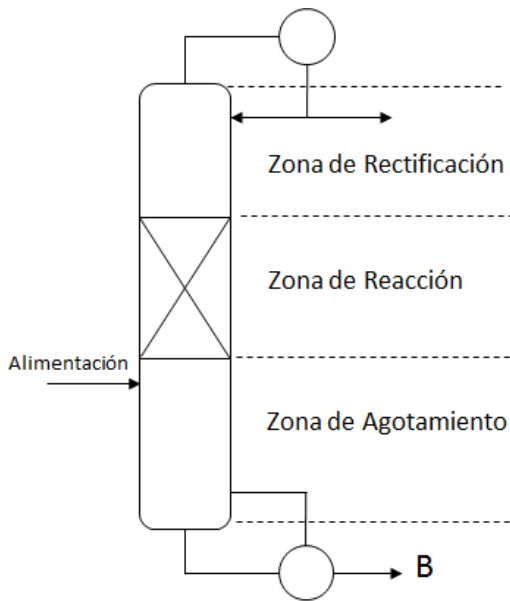 Zona de Rectificación
Zona de Reacción
Alimentación
Zona de Agotamiento
B